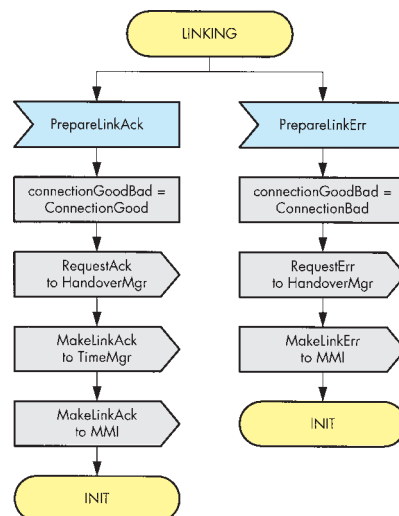 LiNKING
PrepareLinkAck
PrepareLinkErr
connectionGoodBad =
ConnectionGood
connectionGoodBad =
ConnectionBad
RequestAck
to HandoverMgr
RequestErr
to HandoverMgr
MakeLinkAck
to TimeMgr
MakeLinkErr
to MMI
MakeLinkAck
to MMI
INIT
INIT